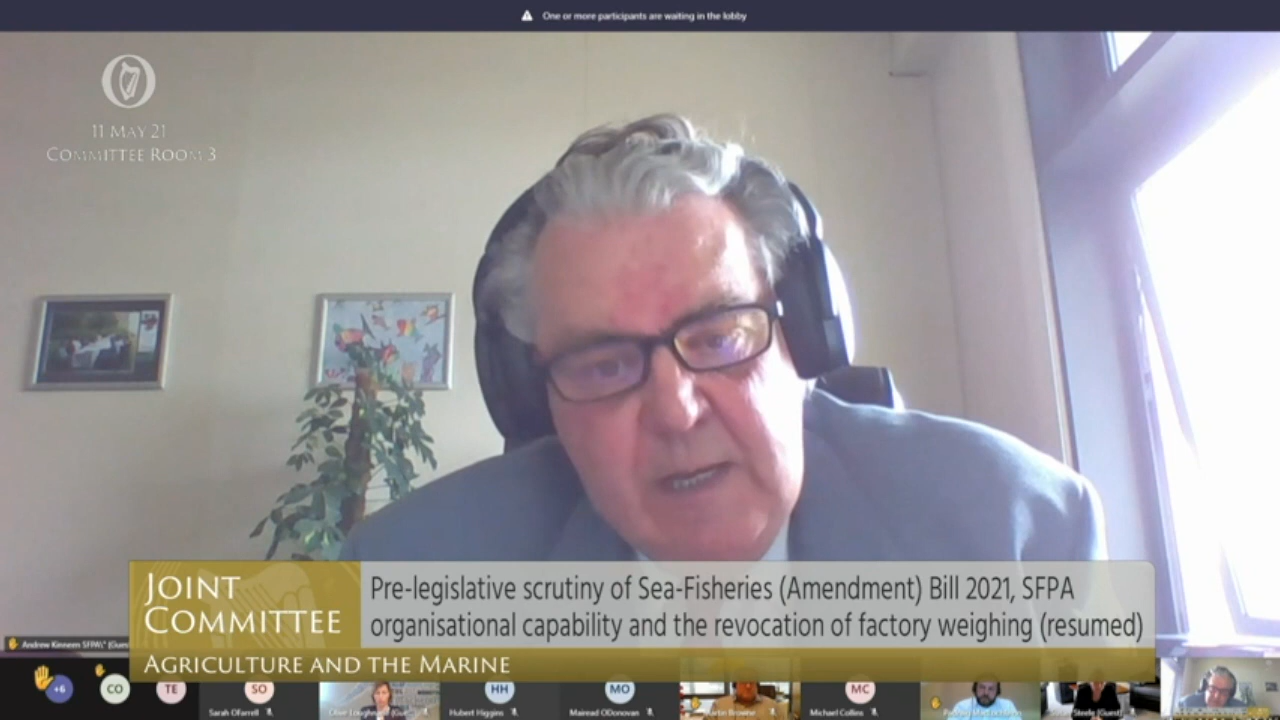 One or more participants are waiting in the lobby
11 MAY 21
COMMITTEE ROOM 3
JOINT
COMMITTEE
Pre-legislative scrutiny of Sea-Fisheries (Amendment) Bill 2021, SFPA
organisational capability and the revocation of factory weighing (resumed)
AGRICULTURE AND THE MARINE
+6
CO
TE
SO
HH
MO
MC
Sarah OFarrell
Hubert Higgins
Mairead ODonovan
Martin Browne
Michael Collins